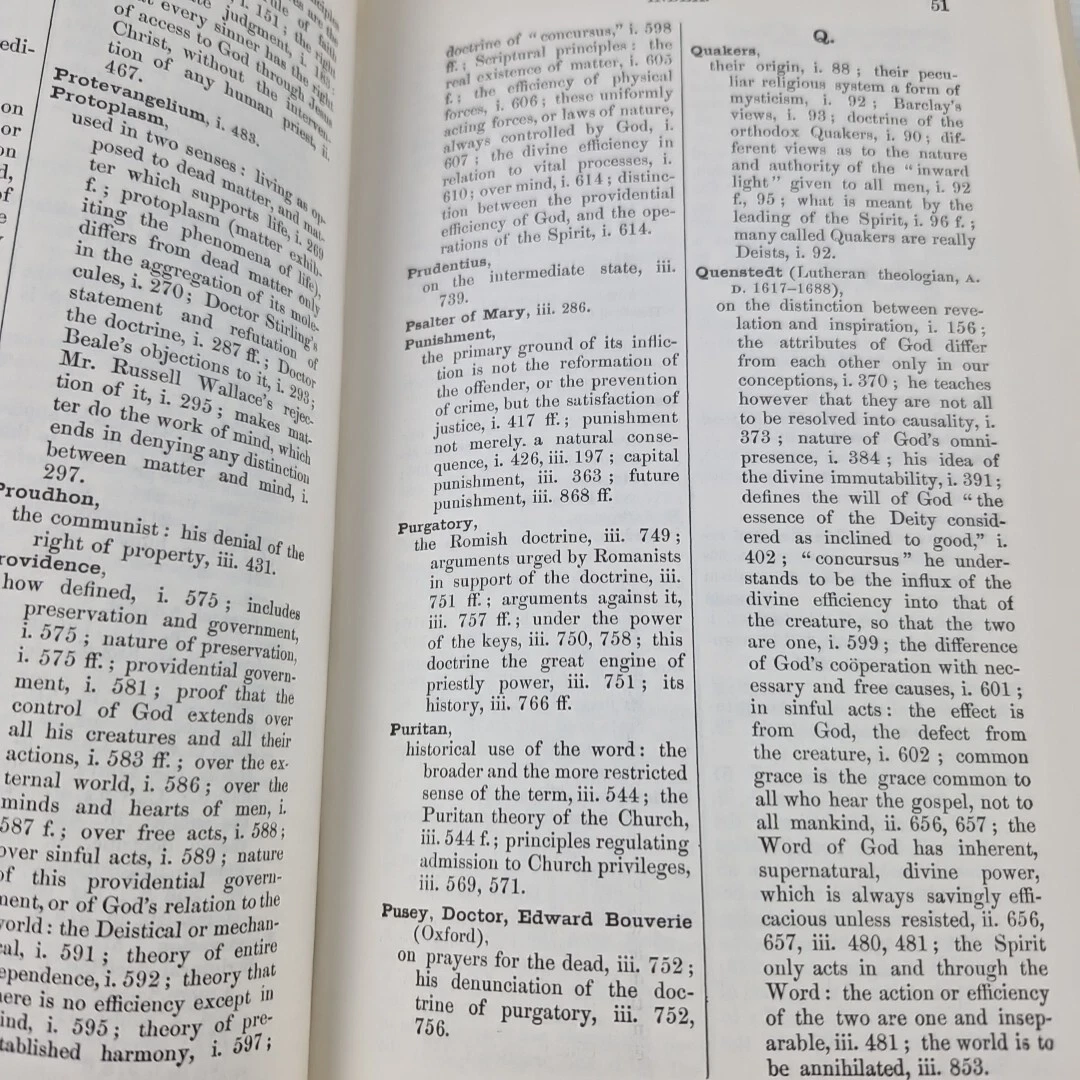 edi-
on
or
on
d,
of
e
judgment, i. 151; the rule of faith
every sinner has the right
of access to God through Jesus
Christ, without the interven-
tion of any human priest, ii.
467.
Protevangelium, i. 483.
Protoplasm,
used in two senses: living as op-
posed to dead matter, and mat-
ter which supports life, i. 269
f.; protoplasm (matter exhib-
iting the phenomena of life),
differs from dead matter only
in the aggregation of its mole-
cules, i. 270; Doctor Stirling's
statement and refutation of
the doctrine, i. 287 ff.; Doctor
Beale's objections to it, i. 293;
Mr. Russell Wallace's rejec-
tion of it, i. 295; makes mat-
ter do the work of mind, which
ends in denying any distinction
between matter and mind, i.
297.
Proudhon,
the communist: his denial of the
right of property, iii. 431.
rovidence,
how defined, i. 575; includes
preservation and government,
i. 575; nature of preservation,
i. 575 ff.; providential govern-
ment, i. 581; proof that the
control of God extends over
all his creatures and all their
actions, i. 583 ff.; over the ex-
ternal world, i. 586; over the
minds and hearts of men, i.
587 f.; over free acts, i. 588;
over sinful acts, i. 589; nature
of this providential govern-
ment, or of God's relation to the
world: the Deistical or mechan-
cal, i. 591; theory of entire
ependence, i. 592; theory that
here is no efficiency except in
ind, i. 595; theory of pre-
tablished harmony, i. 597;
51
doctrine of "concursus," i. 598
ff.; Scriptural principles: the
real existence of matter, i. 605
f.; the efficiency of physical
forces, i. 606; these uniformly
acting forces, or laws of nature,
always controlled by God, i.
607; the divine efficiency in
relation to vital processes, i.
610; over mind, i. 614; distinc-
tion between the providential
efficiency of God, and the ope-
rations of the Spirit, i. 614.
Prudentius,
on the intermediate state, iii.
739.
Psalter of Mary, iii. 286.
Punishment,
the primary ground of its inflic-
tion is not the reformation of
the offender, or the prevention
of crime, but the satisfaction of
justice, i. 417 ff.; punishment
not merely. a natural conse-
quence, i. 426, iii. 197; capital
punishment, iii. 363; future
punishment, iii. 868 ff.
Purgatory,
the Romish doctrine, iii. 749;
arguments urged by Romanists
in support of the doctrine, iii.
751 ff.; arguments against it,
iii. 757 ff.; under the power
of the keys, iii. 750, 758; this
doctrine the great engine of
priestly power, iii. 751; its
history, iii. 766 ff.
Puritan,
historical use of the word: the
broader and the more restricted
sense of the term, iii. 544; the
Puritan theory of the Church,
iii. 544 f.; principles regulating
admission to Church privileges,
iii. 569, 571.
Pusey, Doctor, Edward Bouverie
(Oxford),
on prayers for the dead, iii. 752;
his denunciation of the doc-
trine of purgatory, iii. 752,
756.
Q.
Quakers,
their origin, i. 88; their pecu-
liar religious system a form of
mysticism, i. 92; Barclay's
views, i. 93; doctrine of the
orthodox Quakers, i. 90; dif-
ferent views as to the nature
and authority of the "inward
light" given to all men, i. 92
f., 95; what is meant by the
leading of the Spirit, i. 96 f.;
many called Quakers are really
Deists, i. 92.
Quenstedt (Lutheran theologian, A.
D. 1617–1688),
on the distinction between reve-
lation and inspiration, i. 156;
the attributes of God differ
from each other only in our
conceptions, i. 370; he teaches
however that they are not all
to be resolved into causality, i.
373; nature of God's omni-
presence, i. 384; his idea of
the divine immutability, i. 391;
defines the will of God "the
essence of the Deity consid-
ered as inclined to good," i.
402; "concursus" he under-
stands to be the influx of the
divine efficiency into that of
the creature, so that the two
are one, i. 599; the difference
of God's coöperation with nec-
essary and free causes, i. 601;
in sinful acts: the effect is
from God, the defect from
the creature, i. 602; common
grace is the grace common to
all who hear the gospel, not to
all mankind, ii. 656, 657; the
Word of God has inherent,
supernatural, divine power,
which is always savingly effi-
cacious unless resisted, ii. 656,
657, iii. 480, 481; the Spirit
only acts in and through the
Word: the action or efficiency
of the two are one and insep-
arable, iii. 481; the world is to
be annihilated, iii. 853.